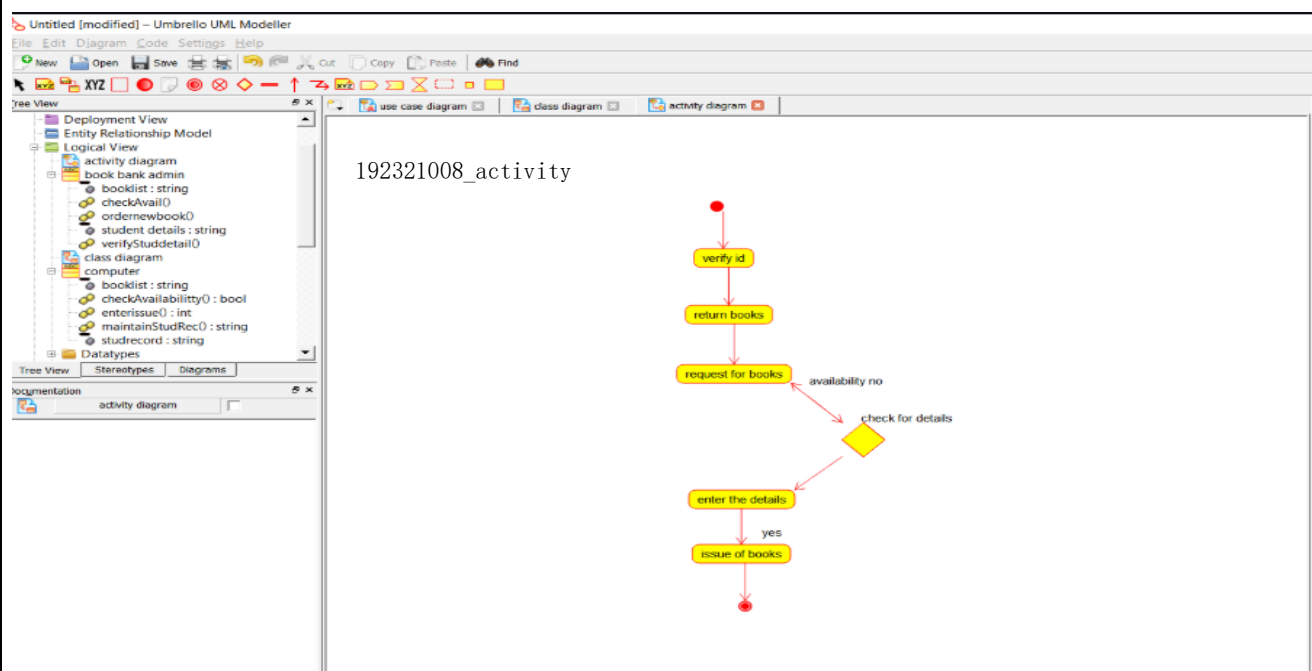 Untitled [modified] – Umbrello UML Modeller
File Edit Diagram Code Settings Help
New Open Save Cut Copy Paste Find
XYZ
Tree View
use case diagram class diagram activity diagram
Deployment View
Entity Relationship Model
Logical View
activity diagram
book bank admin
booklist : string
checkAvail()
ordernewbook()
student details : string
verifyStuddetail()
class diagram
computer
booklist : string
checkAvailabilitty() : bool
enterissue() : int
maintainStudRec() : string
studrecord : string
Datatypes
Tree View Stereotypes Diagrams
Documentation
activity diagram
192321008_activity
verify id
return books
request for books
availability no
check for details
enter the details
yes
issue of books